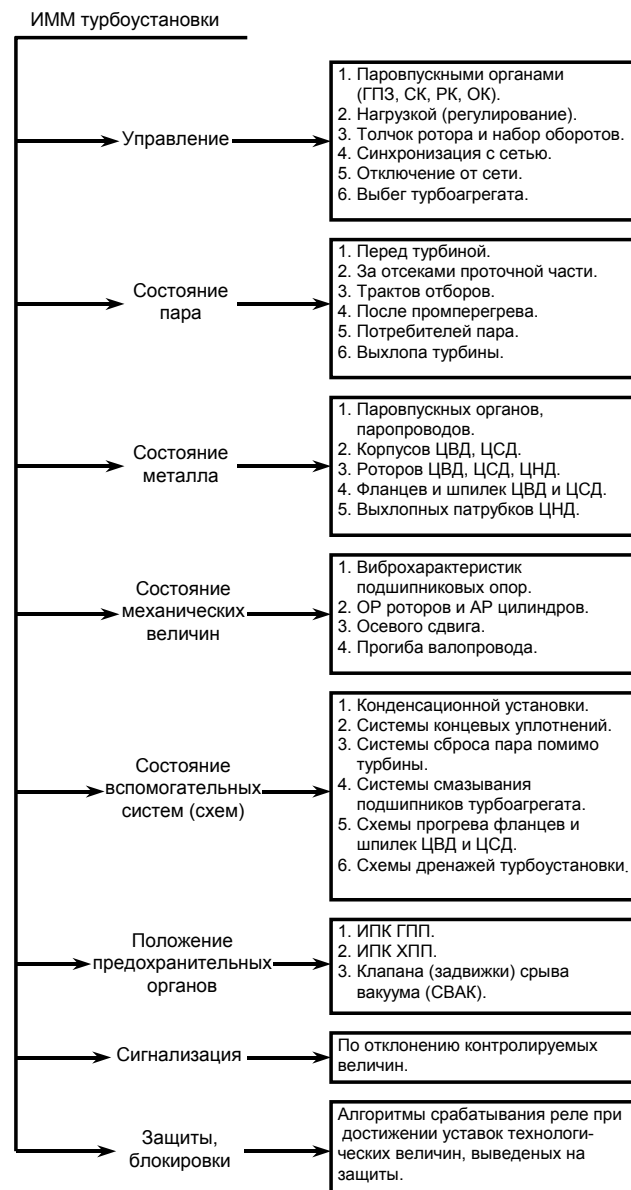 ИММ турбоустановки
Управление
1. Паровпускными органами
(ГПЗ, СК, РК, ОК).
2. Нагрузкой (регулирование).
3. Толчок ротора и набор оборотов.
4. Синхронизация с сетью.
5. Отключение от сети.
6. Выбег турбоагрегата.
Состояние
пара
1. Перед турбиной.
2. За отсеками проточной части.
3. Трактов отборов.
4. После промперегрева.
5. Потребителей пара.
6. Выхлопа турбины.
Состояние
металла
1. Паровпускных органов,
паропроводов.
2. Корпусов ЦВД, ЦСД.
3. Роторов ЦВД, ЦСД, ЦНД.
4. Фланцев и шпилек ЦВД и ЦСД.
5. Выхлопных патрубков ЦНД.
Состояние
механических
величин
1. Виброхарактеристик
подшипниковых опор.
2. ОР роторов и АР цилиндров.
3. Осевого сдвига.
4. Прогиба валопровода.
Состояние
вспомогательных
систем (схем)
1. Конденсационной установки.
2. Системы концевых уплотнений.
3. Системы сброса пара помимо
турбины.
4. Системы смазывания
подшипников турбоагрегата.
5. Схемы прогрева фланцев и
шпилек ЦВД и ЦСД.
6. Схемы дренажей турбоустановки.
Положение
предохранительных
органов
1. ИПК ГПП.
2. ИПК ХПП.
3. Клапана (задвижки) срыва
вакуума (СВАК).
Сигнализация
По отклонению контролируемых
величин.
Защиты,
блокировки
Алгоритмы срабатывания реле при
достижении уставок технологи-
ческих величин, выведеных на
защиты.